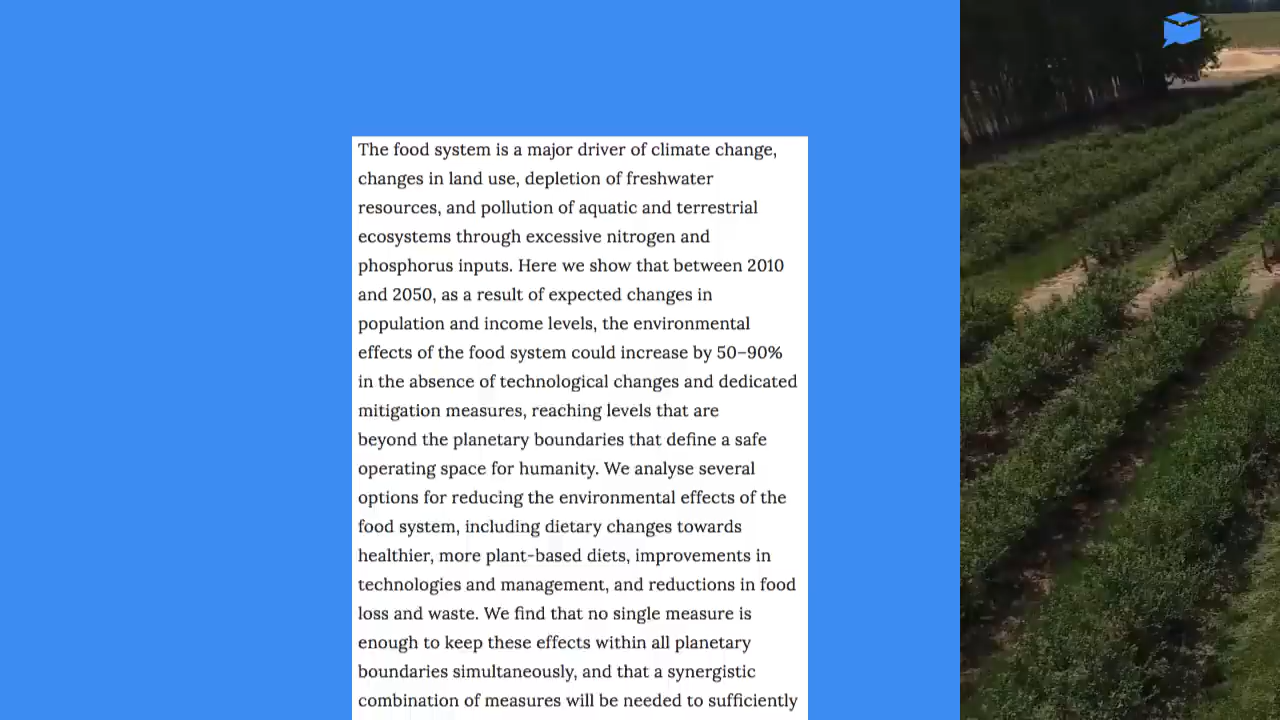 The food system is a major driver of climate change,
changes in land use, depletion of freshwater
resources, and pollution of aquatic and terrestrial
ecosystems through excessive nitrogen and
phosphorus inputs. Here we show that between 2010
and 2050, as a result of expected changes in
population and income levels, the environmental
effects of the food system could increase by 50–90%
in the absence of technological changes and dedicated
mitigation measures, reaching levels that are
beyond the planetary boundaries that define a safe
operating space for humanity. We analyse several
options for reducing the environmental effects of the
food system, including dietary changes towards
healthier, more plant-based diets, improvements in
technologies and management, and reductions in food
loss and waste. We find that no single measure is
enough to keep these effects within all planetary
boundaries simultaneously, and that a synergistic
combination of measures will be needed to sufficiently